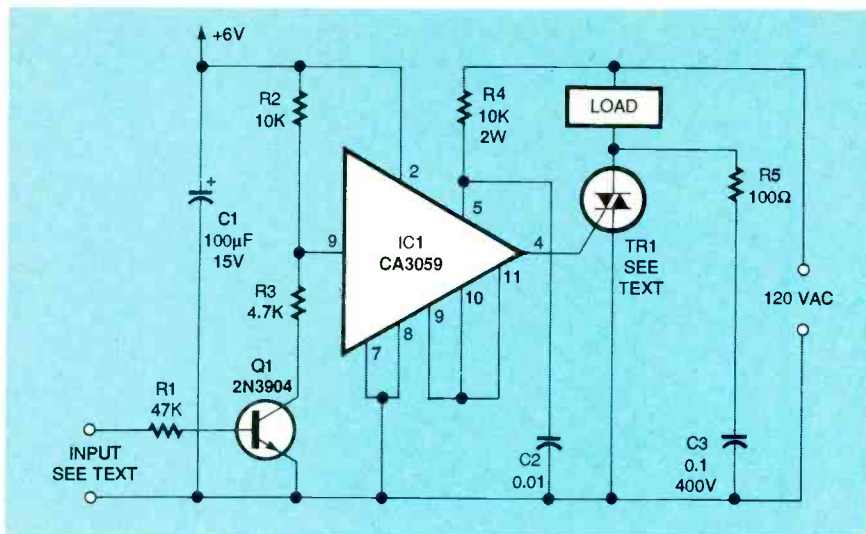 +6V
R2
10K
R4
10K
2W
LOAD
R5
100Ω
C1
100µF
15V
+
2
5
9
IC1
CA3059
4
TR1
SEE
TEXT
120 VAC
R3
4.7K
7
8
9
10
11
Q1
2N3904
R1
47K
INPUT
SEE TEXT
C2
0.01
C3
0.1
400V